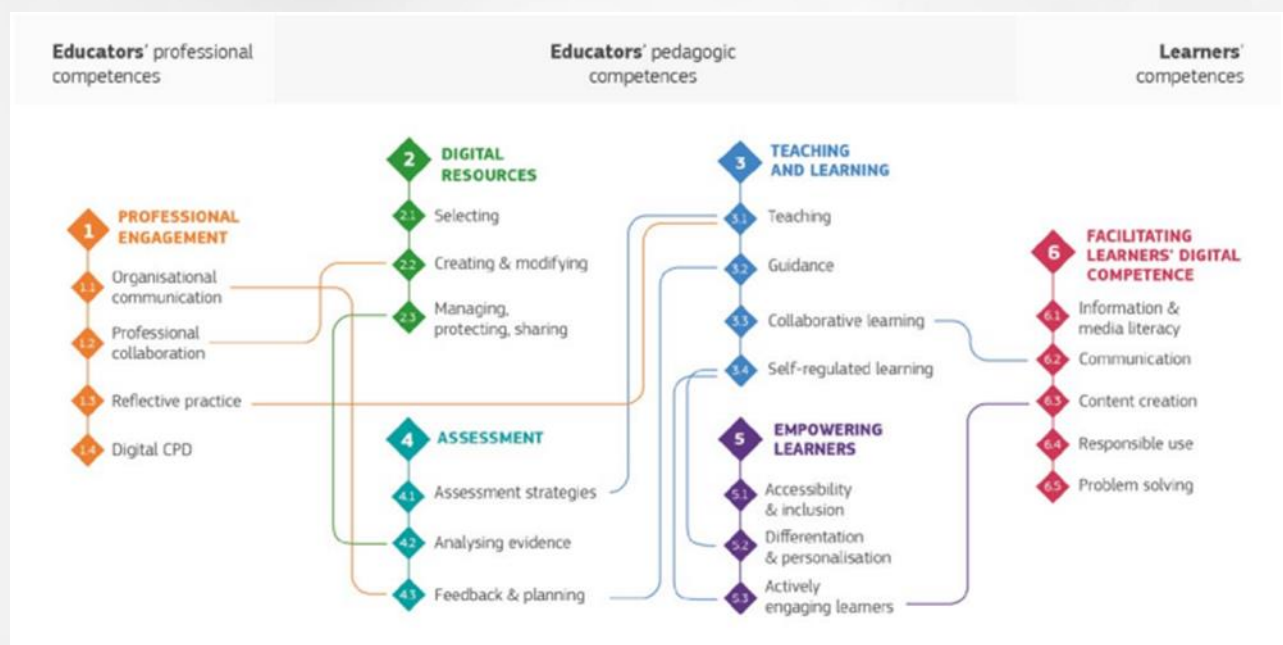 Educators' professional
competences
Educators' pedagogic
competences
Learners'
competences
1
PROFESSIONAL
ENGAGEMENT
1.1
Organisational
communication
1.2
Professional
collaboration
1.3
Reflective practice
1.4
Digital CPD
2
DIGITAL
RESOURCES
2.1
Selecting
2.2
Creating & modifying
2.3
Managing,
protecting, sharing
4
ASSESSMENT
4.1
Assessment strategies
4.2
Analysing evidence
4.3
Feedback & planning
3
TEACHING
AND LEARNING
3.1
Teaching
3.2
Guidance
3.3
Collaborative learning
3.4
Self-regulated learning
5
EMPOWERING
LEARNERS
5.1
Accessibility
& inclusion
5.2
Differentation
& personalisation
5.3
Actively
engaging learners
6
FACILITATING
LEARNERS' DIGITAL
COMPETENCE
6.1
Information &
media literacy
6.2
Communication
6.3
Content creation
6.4
Responsible use
6.5
Problem solving